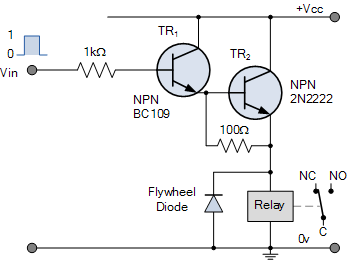 +Vcc
TR1
1
0
Vin
1kΩ
TR2
NPN
BC109
NPN
2N2222
100Ω
Flywheel
Diode
Relay
NC
NO
C
0v